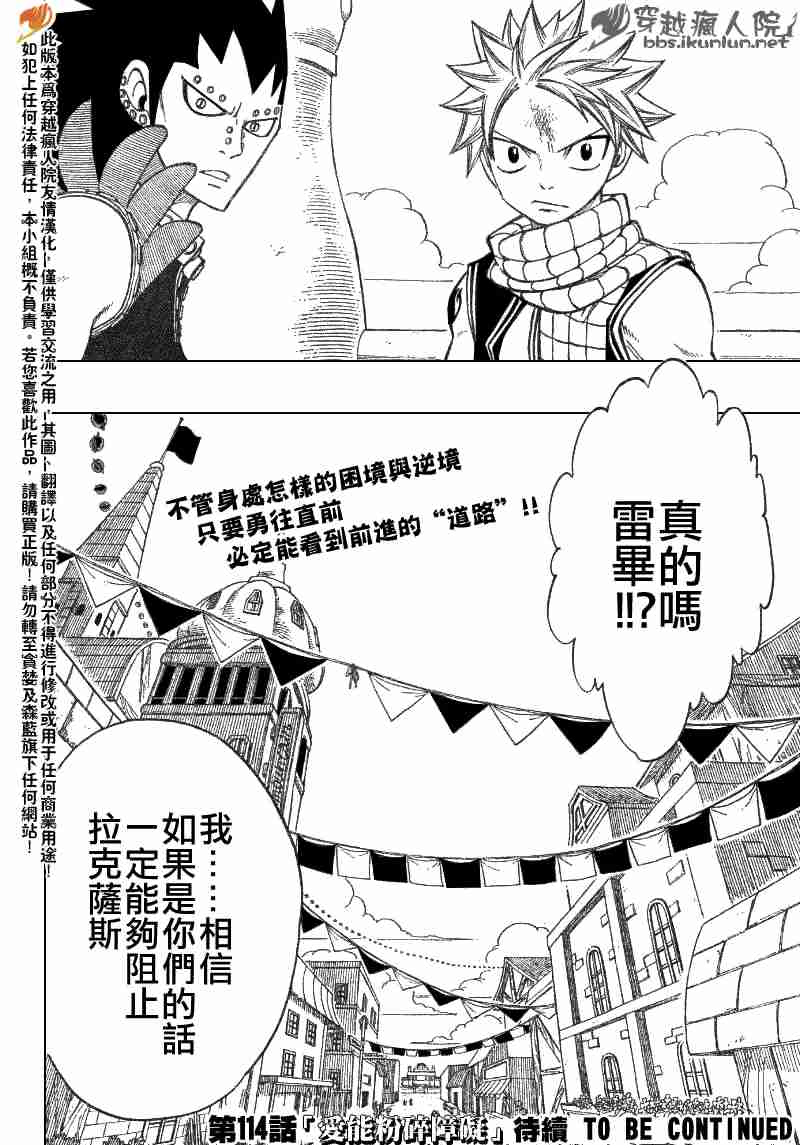 穿越瘋人院
bbs.ikunlun.net
此版本爲穿越瘋人院友情漢化－僅供學習交流之用，其圖，翻譯以及任何部分不得進行修改或用于任何商業用途！
如犯上任何法律責任，本小組概不負責。若您喜歡此作品，請購買正版！請勿轉至貪婪及森藍旗下任何網站！
真的嗎
雷畢
!!?
不管身處怎樣的困境與逆境
只要勇往直前
必定能看到前進的“道路”!!
我……相信
如果是你們的話
一定能夠阻止
拉克薩斯
第114話「愛能粉碎障礙」待續 TO BE CONTINUED